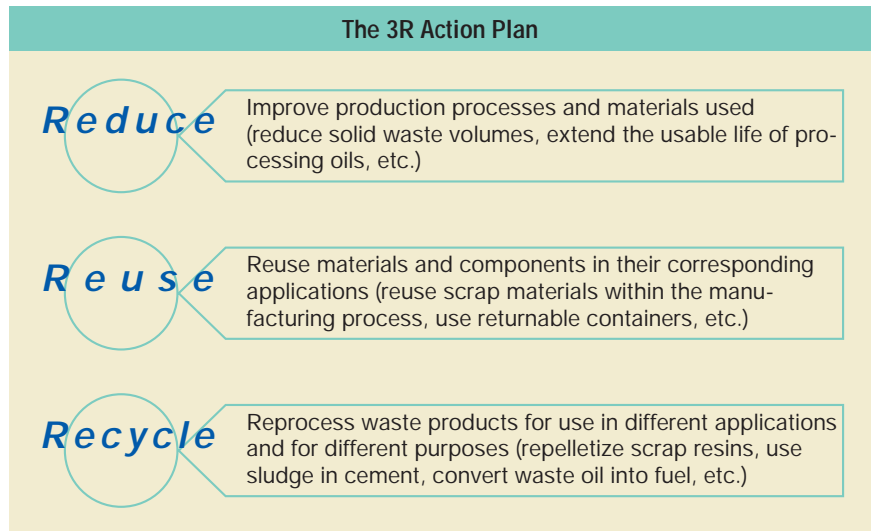 The 3R Action Plan
Reduce
Improve production processes and materials used
(reduce solid waste volumes, extend the usable life of pro-
cessing oils, etc.)
Reuse
Reuse materials and components in their corresponding
applications (reuse scrap materials within the manu-
facturing process, use returnable containers, etc.)
Recycle
Reprocess waste products for use in different applications
and for different purposes (repelletize scrap resins, use
sludge in cement, convert waste oil into fuel, etc.)